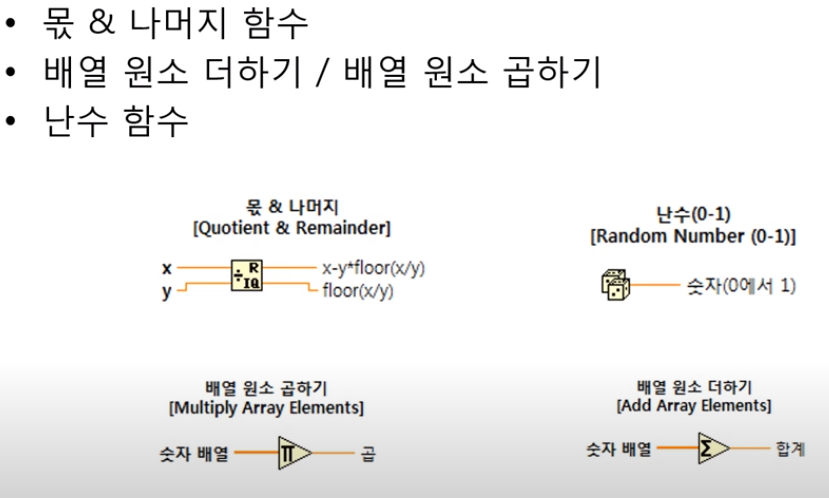 • 몫 & 나머지 함수
• 배열 원소 더하기 / 배열 원소 곱하기
• 난수 함수
몫 & 나머지
[Quotient & Remainder]
x
y
÷ R
IQ
x-y*floor(x/y)
floor(x/y)
난수(0-1)
[Random Number (0-1)]
숫자(0에서 1)
배열 원소 곱하기
[Multiply Array Elements]
숫자 배열
Π
곱
배열 원소 더하기
[Add Array Elements]
숫자 배열
Σ
합계